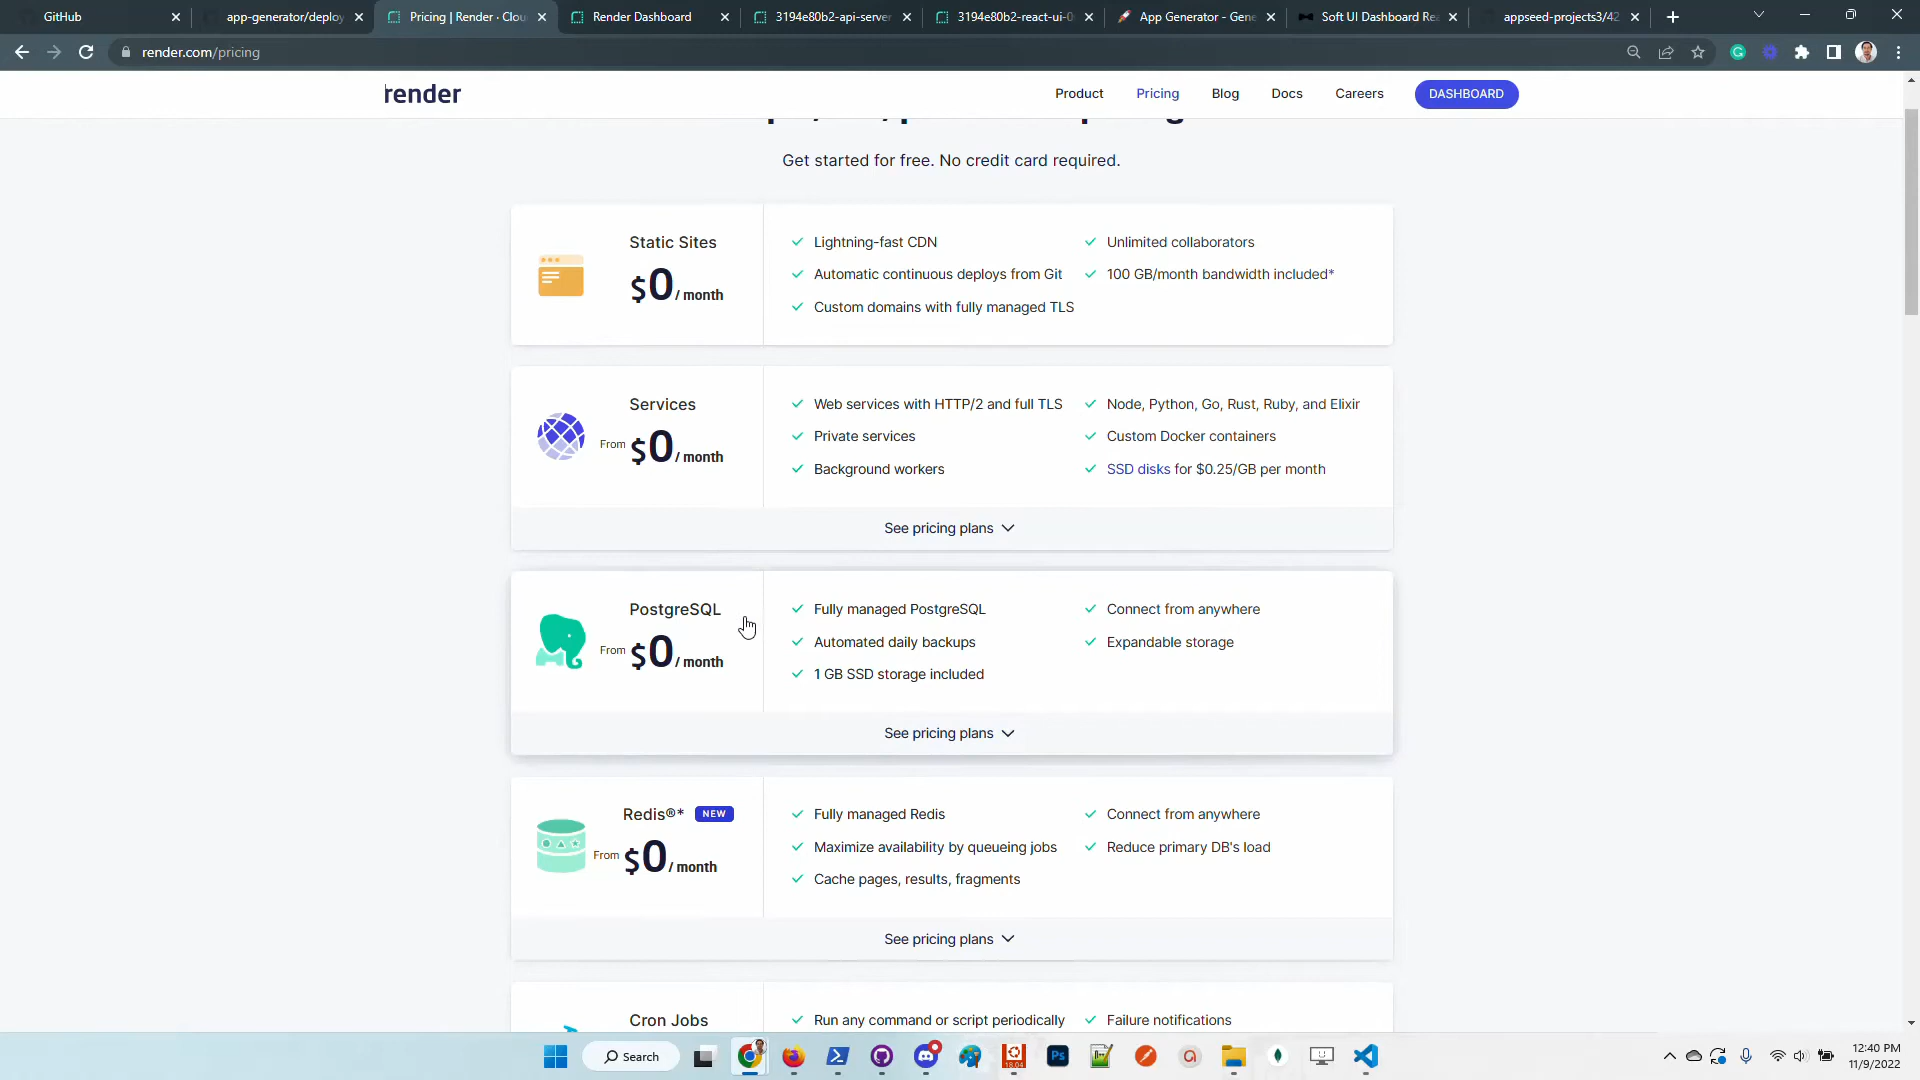 GitHub
app-generator/deploy
Pricing | Render · Clou
Render Dashboard
3194e80b2-api-server
3194e80b2-react-ui-0
App Generator - Gene
Soft UI Dashboard Rea
appseed-projects3/42
render.com/pricing
render
Product
Pricing
Blog
Docs
Careers
DASHBOARD
Get started for free. No credit card required.
Static Sites
$0 / month
Lightning-fast CDN
Automatic continuous deploys from Git
Custom domains with fully managed TLS
Unlimited collaborators
100 GB/month bandwidth included*
Services
From $0 / month
Web services with HTTP/2 and full TLS
Private services
Background workers
Node, Python, Go, Rust, Ruby, and Elixir
Custom Docker containers
SSD disks for $0.25/GB per month
See pricing plans
PostgreSQL
From $0 / month
Fully managed PostgreSQL
Automated daily backups
1 GB SSD storage included
Connect from anywhere
Expandable storage
See pricing plans
Redis®* NEW
From $0 / month
Fully managed Redis
Maximize availability by queueing jobs
Cache pages, results, fragments
Connect from anywhere
Reduce primary DB's load
See pricing plans
Cron Jobs
Run any command or script periodically
Failure notifications
Search
Ps
18.04
12:40 PM
11/9/2022